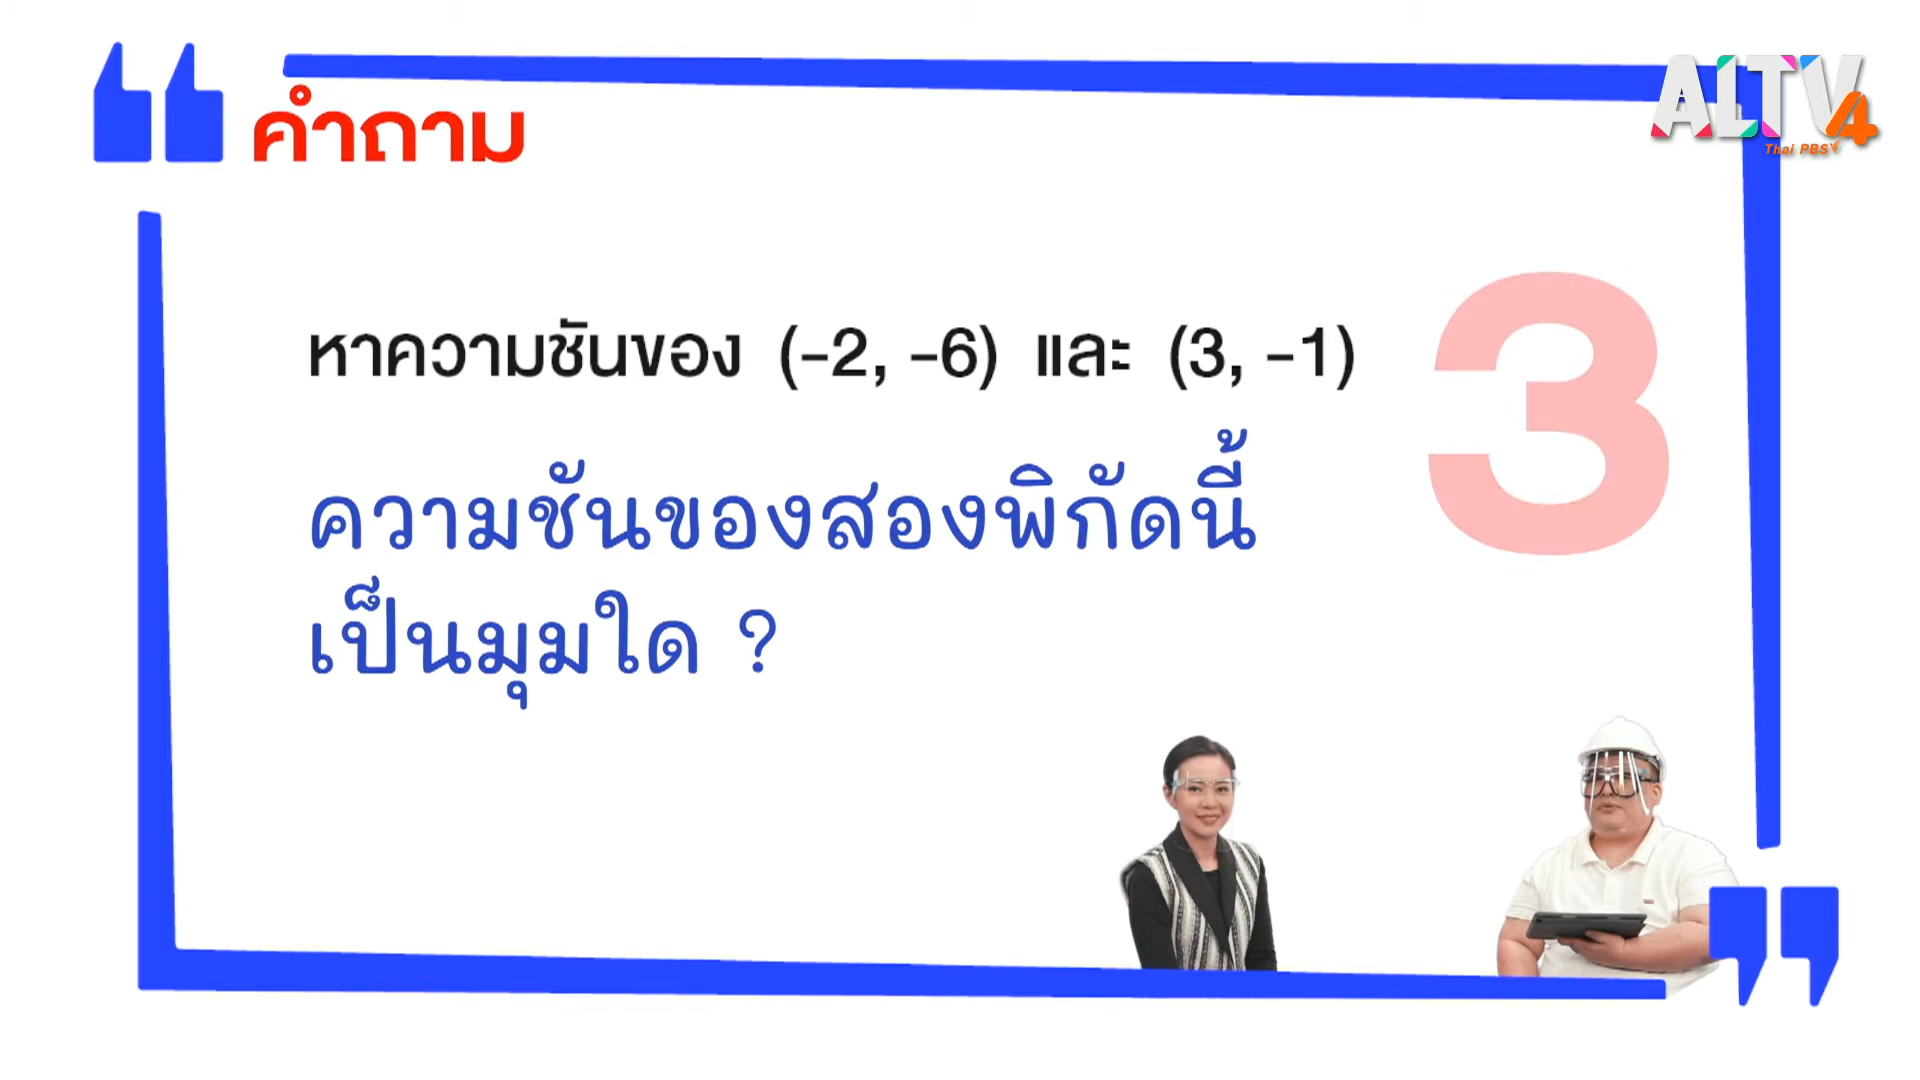 คำถาม
ALTV4
Thai PBS
3
หาความชันของ (-2, -6) และ (3, -1)
ความชันของสองพิกัดนี้
เป็นมุมใด ?